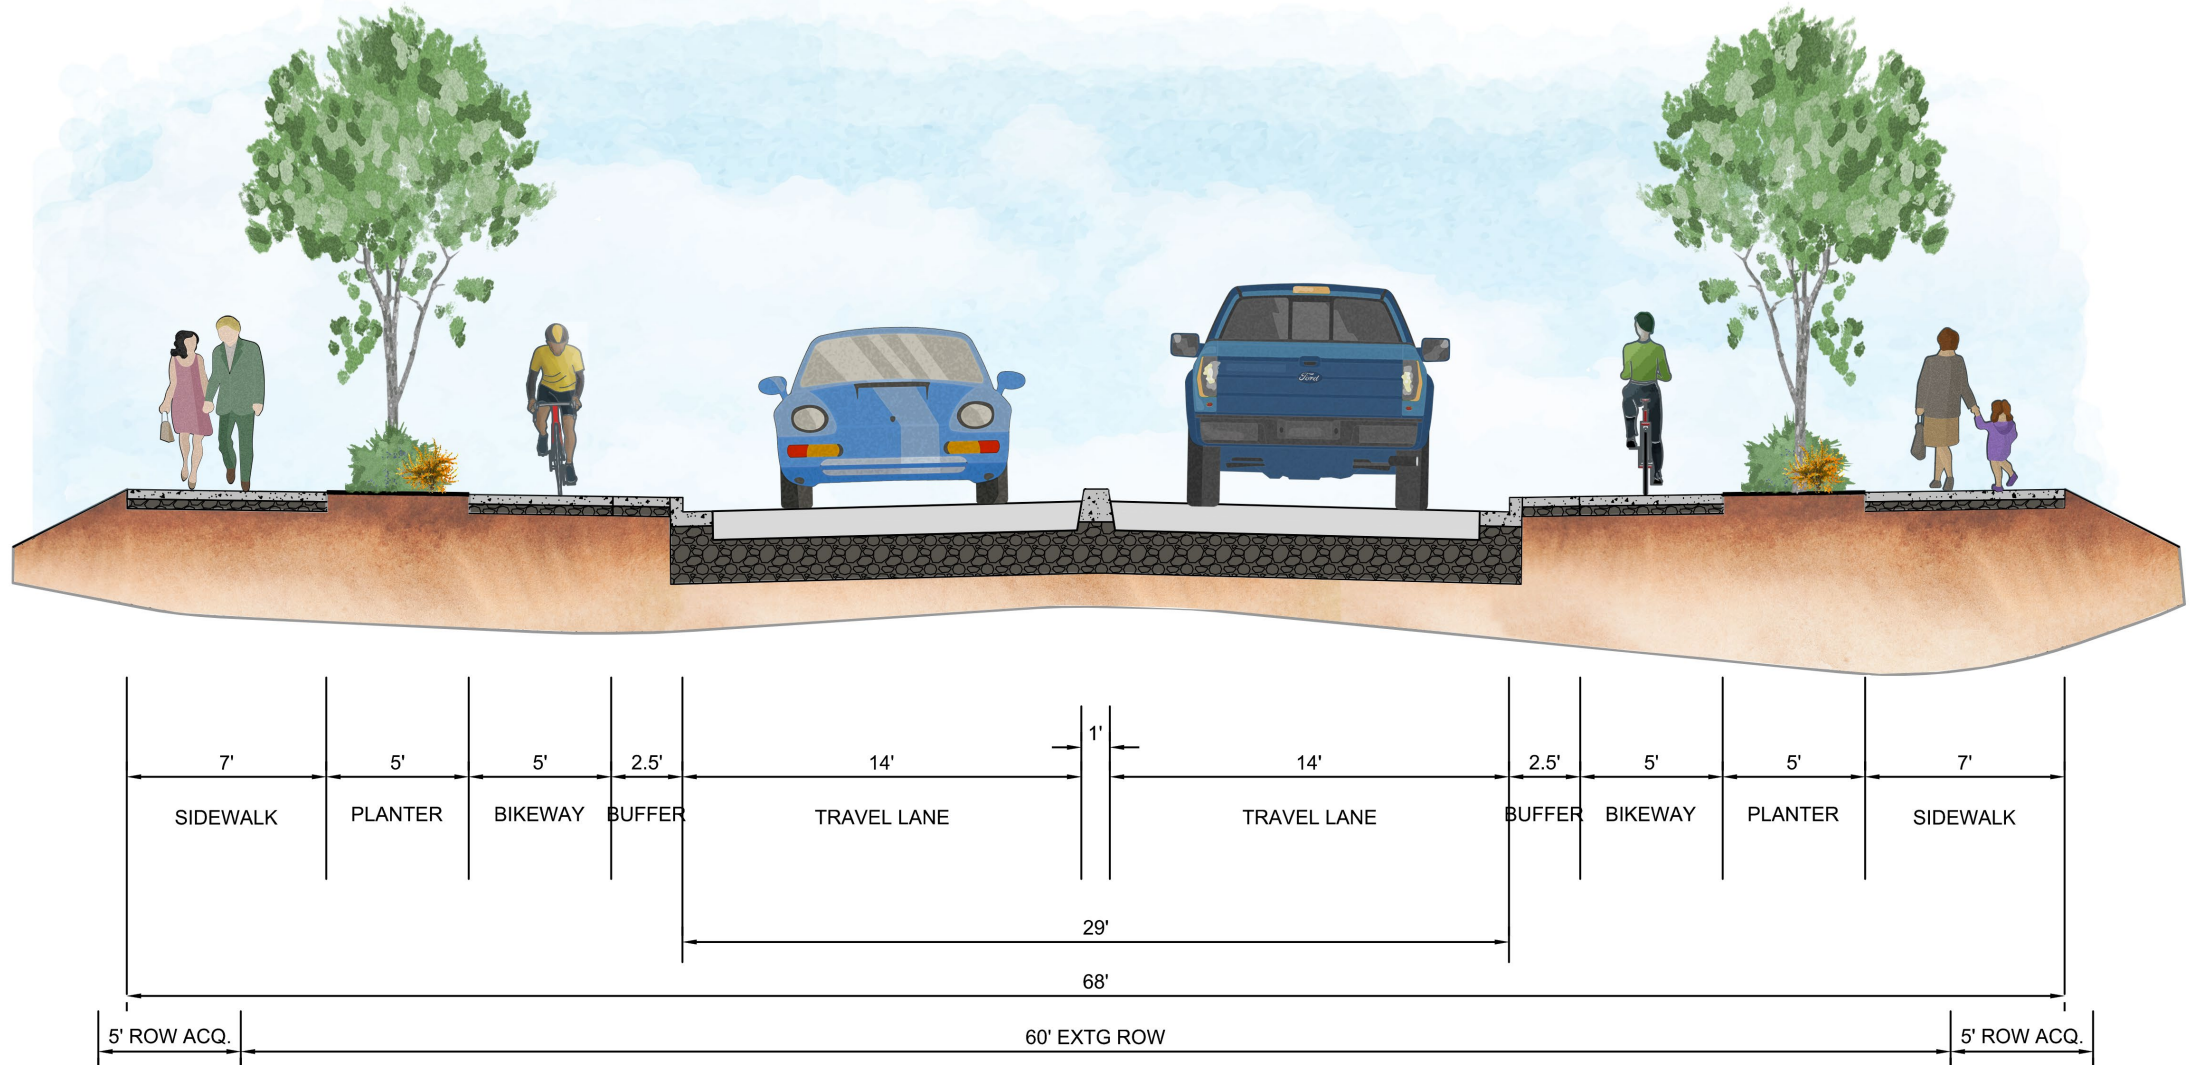 Ford
1'
7'
5'
5'
2.5'
14'
14'
2.5'
5'
5'
7'
SIDEWALK
PLANTER
BIKEWAY
BUFFER
TRAVEL LANE
TRAVEL LANE
BUFFER
BIKEWAY
PLANTER
SIDEWALK
29'
68'
5' ROW ACQ.
60' EXTG ROW
5' ROW ACQ.